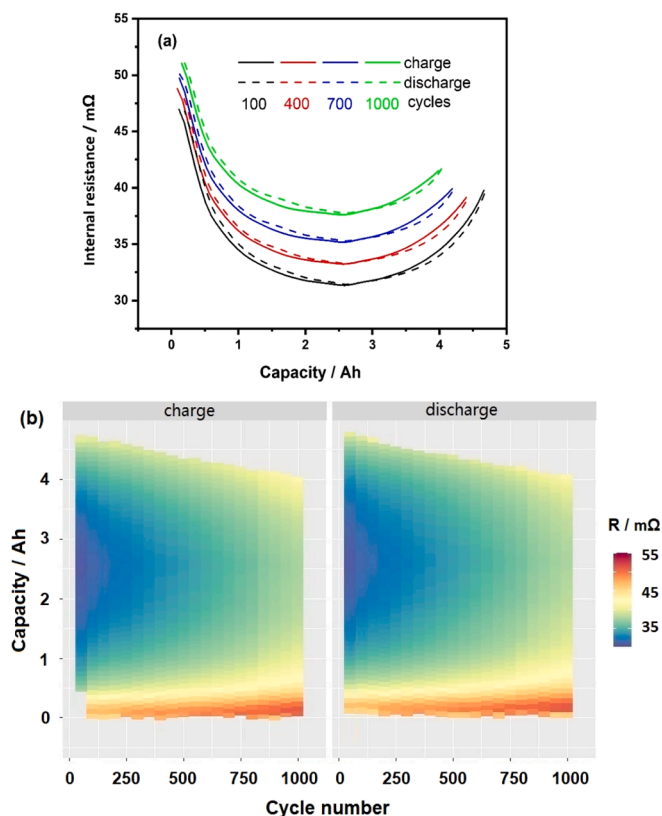 (a)
55
50
45
40
35
30
Internal resistance / mΩ
charge
discharge
100 400 700 1000 cycles
0 1 2 3 4 5
Capacity / Ah
(b)
charge discharge
4
3
2
1
0
Capacity / Ah
R / mΩ
55
45
35
0 250 500 750 1000 0 250 500 750 1000
Cycle number